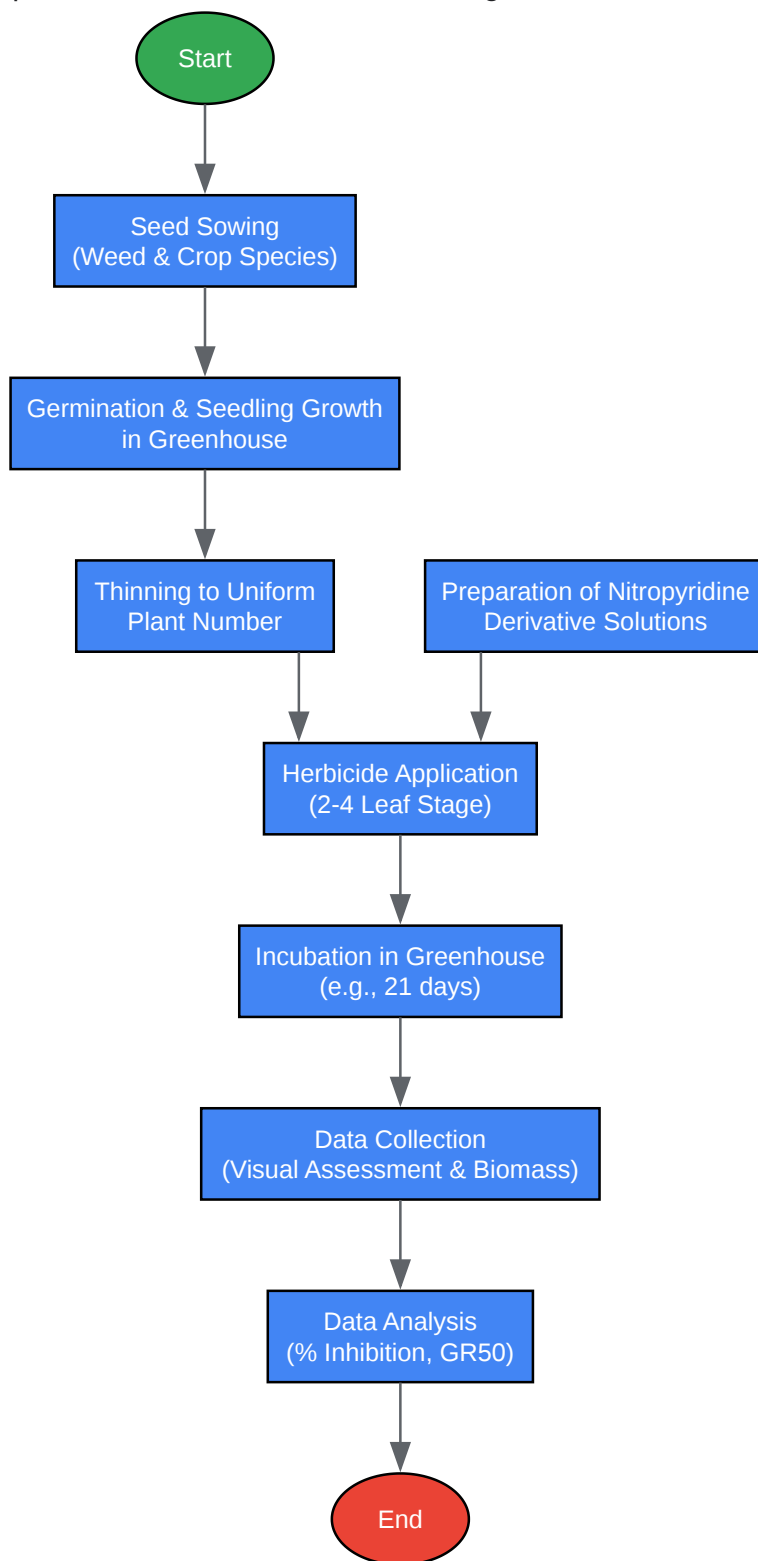 Start
Seed Sowing
(Weed & Crop Species)
Germination & Seedling Growth
in Greenhouse
Thinning to Uniform
Plant Number
Preparation of Nitropyridine
Derivative Solutions
Herbicide Application
(2-4 Leaf Stage)
Incubation in Greenhouse
(e.g., 21 days)
Data Collection
(Visual Assessment & Biomass)
Data Analysis
(% Inhibition, GR50)
End